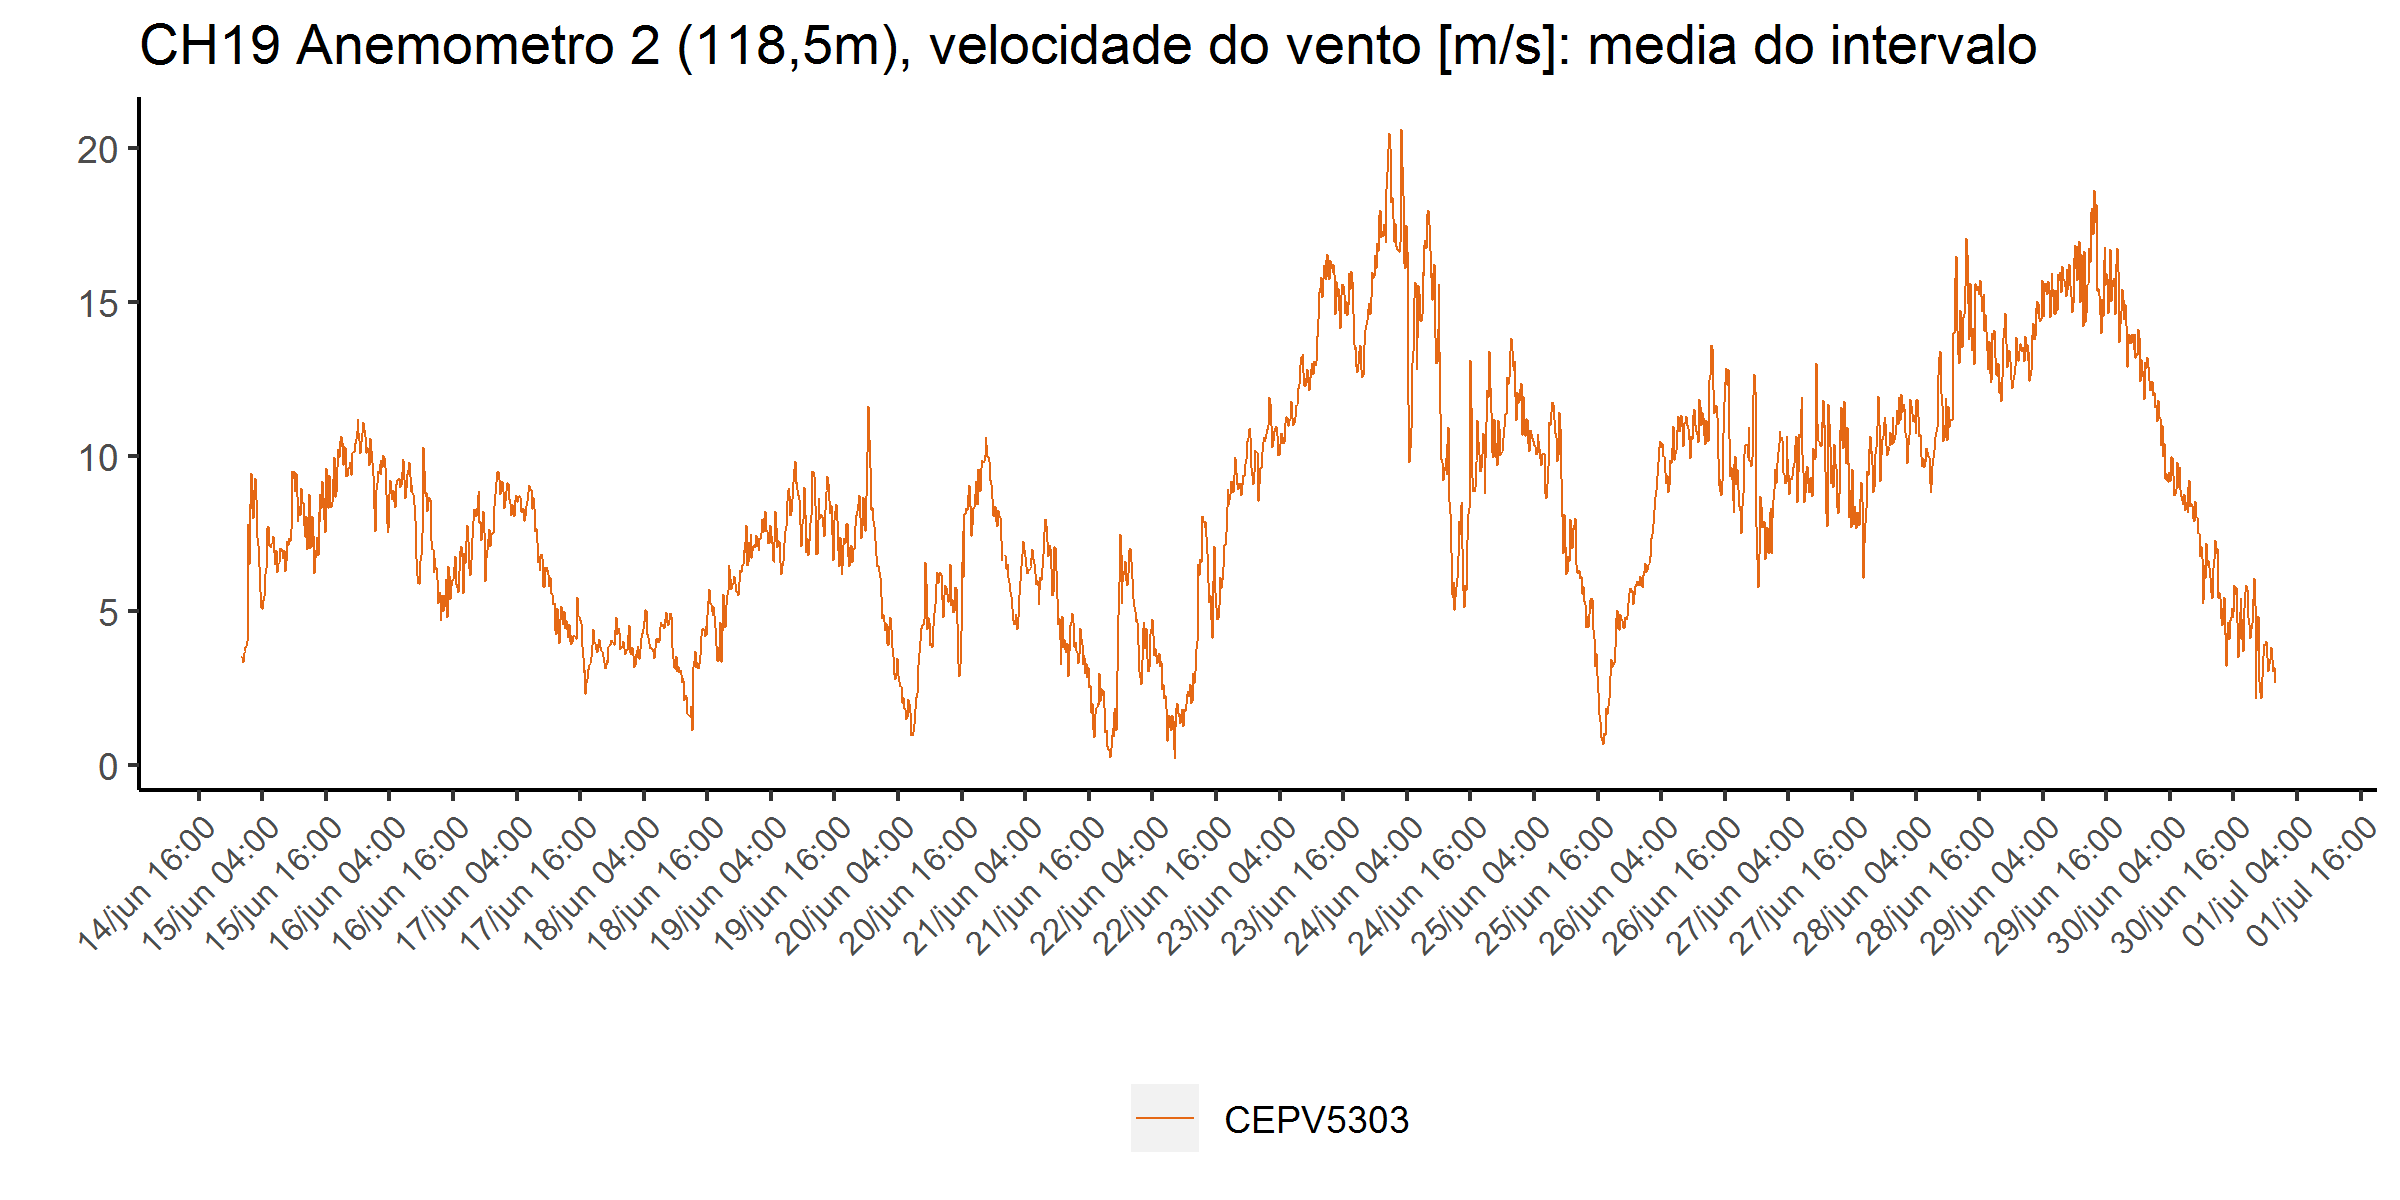 CH19 Anemometro 2 (118,5m), velocidade do vento [m/s]: media do intervalo
20
15
10
5
0
14/jun 16:00
15/jun 04:00
15/jun 16:00
16/jun 04:00
16/jun 16:00
17/jun 04:00
17/jun 16:00
18/jun 04:00
18/jun 16:00
19/jun 04:00
19/jun 16:00
20/jun 04:00
20/jun 16:00
21/jun 04:00
21/jun 16:00
22/jun 04:00
22/jun 16:00
23/jun 04:00
23/jun 16:00
24/jun 04:00
24/jun 16:00
25/jun 04:00
25/jun 16:00
26/jun 04:00
26/jun 16:00
27/jun 04:00
27/jun 16:00
28/jun 04:00
28/jun 16:00
29/jun 04:00
29/jun 16:00
30/jun 04:00
30/jun 16:00
01/jul 04:00
01/jul 16:00
CEPV5303